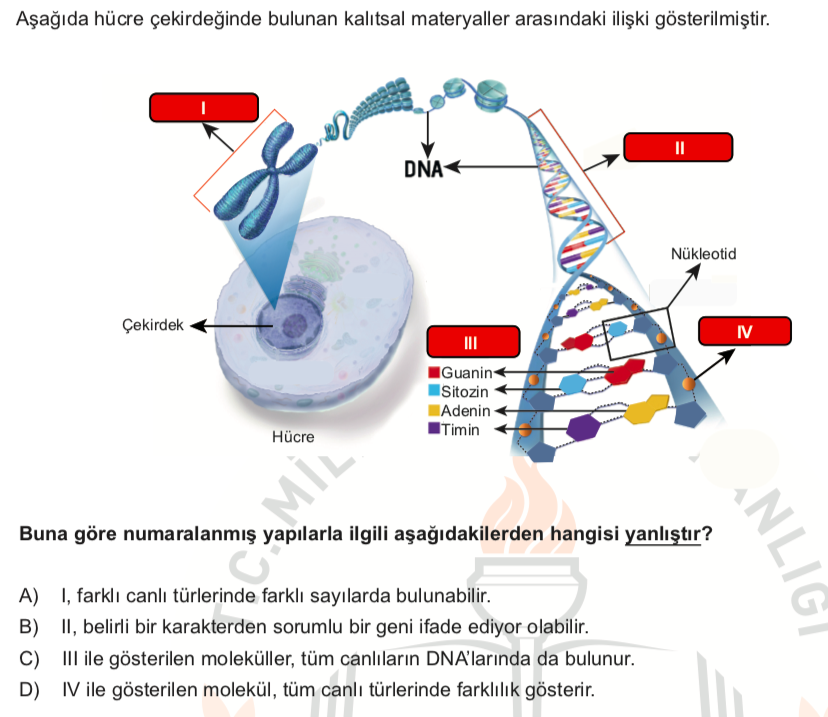 Aşağıda hücre çekirdeğinde bulunan kalıtsal materyaller arasındaki ilişki gösterilmiştir.
I
II
DNA
Nükleotid
Çekirdek
III
IV
Guanin
Sitozin
Adenin
Timin
Hücre
T.C. MİL
ANLIĞI
Buna göre numaralanmış yapılarla ilgili aşağıdakilerden hangisi yanlıştır?
A) I, farklı canlı türlerinde farklı sayılarda bulunabilir.
B) II, belirli bir karakterden sorumlu bir geni ifade ediyor olabilir.
C) III ile gösterilen moleküller, tüm canlıların DNA'larında da bulunur.
D) IV ile gösterilen molekül, tüm canlı türlerinde farklılık gösterir.